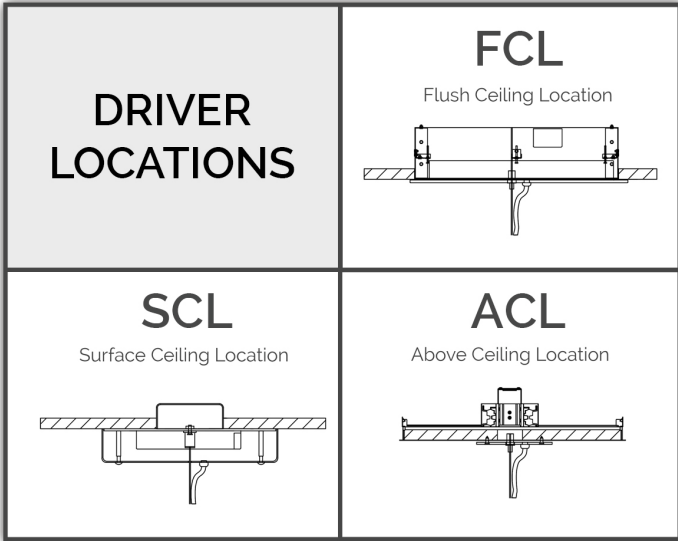 DRIVER
LOCATIONS
FCL
Flush Ceiling Location
SCL
Surface Ceiling Location
ACL
Above Ceiling Location